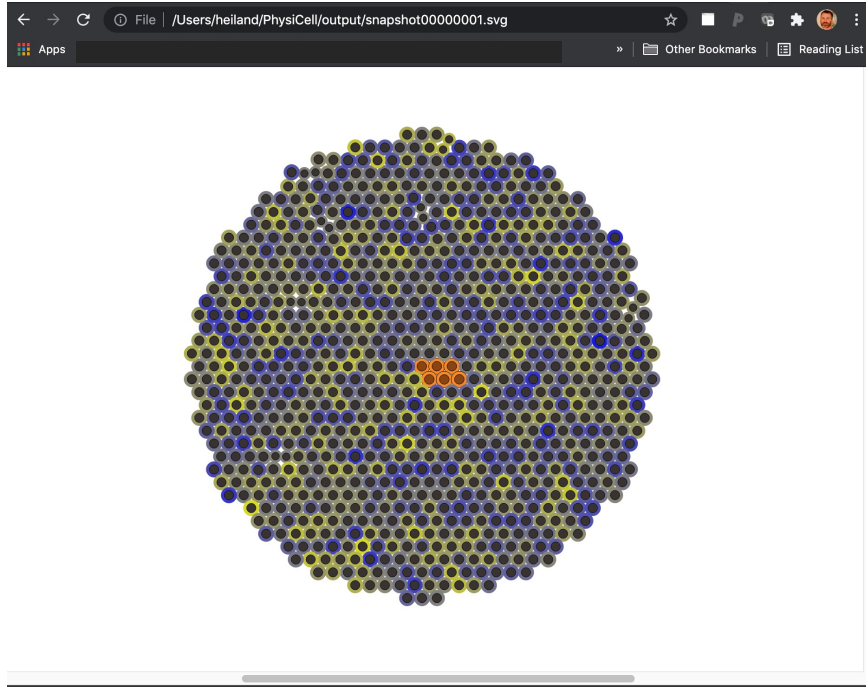 File /Users/heiland/PhysiCell/output/snapshot00000001.svg
Apps » Other Bookmarks Reading List